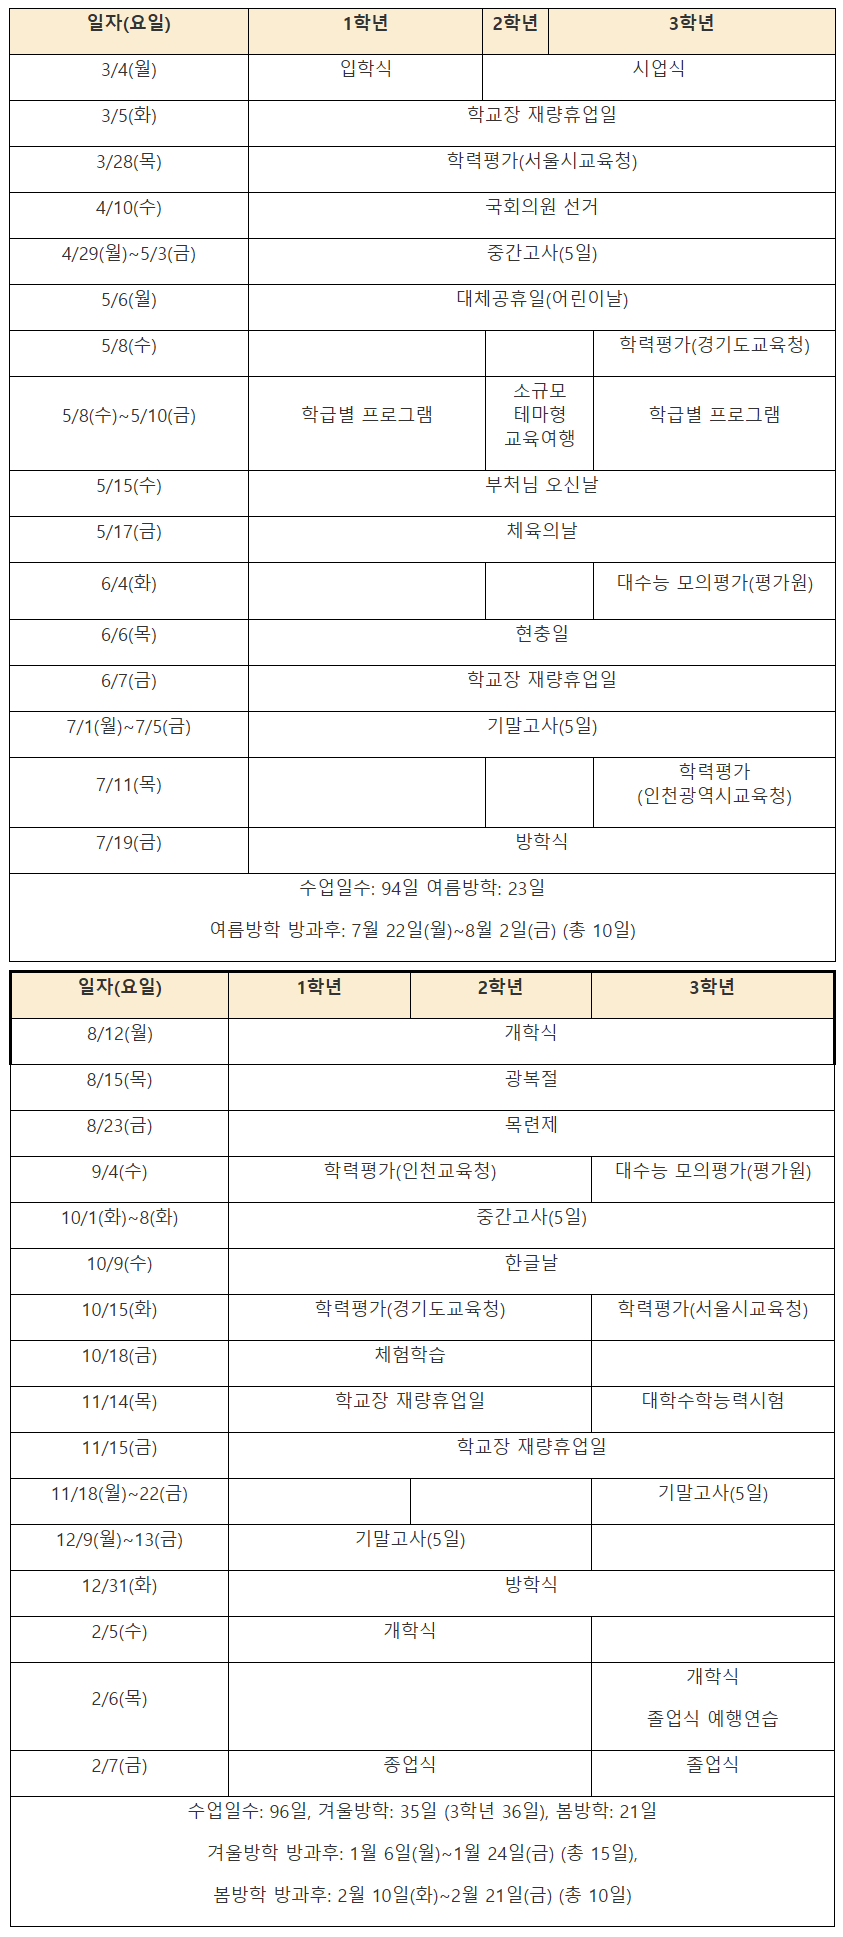 일자(요일) 1학년 2학년 3학년
3/4(월) 입학식 시업식
3/5(화) 학교장 재량휴업일
3/28(목) 학력평가(서울시교육청)
4/10(수) 국회의원 선거
4/29(월)~5/3(금) 중간고사(5일)
5/6(월) 대체공휴일(어린이날)
5/8(수) 학력평가(경기도교육청)
5/8(수)~5/10(금) 학급별 프로그램 소규모 테마형 교육여행 학급별 프로그램
5/15(수) 부처님 오신날
5/17(금) 체육의날
6/4(화) 대수능 모의평가(평가원)
6/6(목) 현충일
6/7(금) 학교장 재량휴업일
7/1(월)~7/5(금) 기말고사(5일)
7/11(목) 학력평가
(인천광역시교육청)
7/19(금) 방학식
수업일수: 94일 여름방학: 23일
여름방학 방과후: 7월 22일(월)~8월 2일(금) (총 10일)
일자(요일) 1학년 2학년 3학년
8/12(월) 개학식
8/15(목) 광복절
8/23(금) 목련제
9/4(수) 학력평가(인천교육청) 대수능 모의평가(평가원)
10/1(화)~8(화) 중간고사(5일)
10/9(수) 한글날
10/15(화) 학력평가(경기도교육청) 학력평가(서울시교육청)
10/18(금) 체험학습
11/14(목) 학교장 재량휴업일 대학수학능력시험
11/15(금) 학교장 재량휴업일
11/18(월)~22(금) 기말고사(5일)
12/9(월)~13(금) 기말고사(5일)
12/31(화) 방학식
2/5(수) 개학식
2/6(목) 개학식
졸업식 예행연습
2/7(금) 종업식 졸업식
수업일수: 96일, 겨울방학: 35일 (3학년 36일), 봄방학: 21일
겨울방학 방과후: 1월 6일(월)~1월 24일(금) (총 15일),
봄방학 방과후: 2월 10일(화)~2월 21일(금) (총 10일)